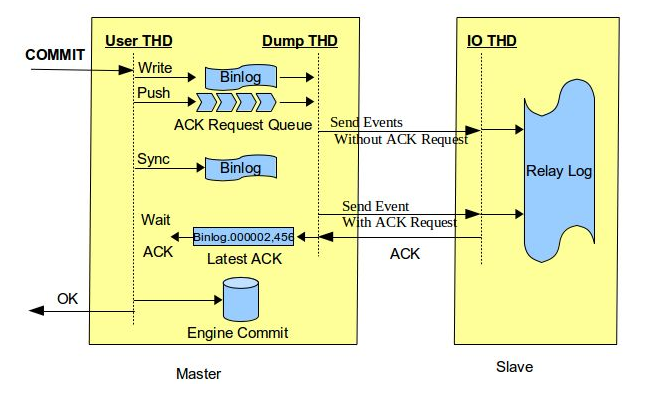 User THD
Dump THD
IO THD
COMMIT
Write
Binlog
Push
ACK Request Queue
Send Events
Without ACK Request
Sync
Binlog
Relay Log
Send Event
With ACK Request
Wait
ACK
Binlog.000002,456
Latest ACK
ACK
OK
Engine Commit
Master
Slave